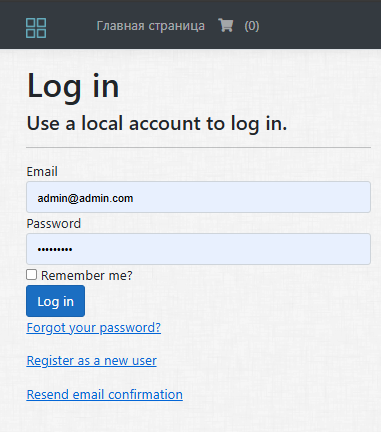 Главная страница (0)
Log in
Use a local account to log in.
Email
admin@admin.com
Password
•••••••••
Remember me?
Log in
Forgot your password?
Register as a new user
Resend email confirmation